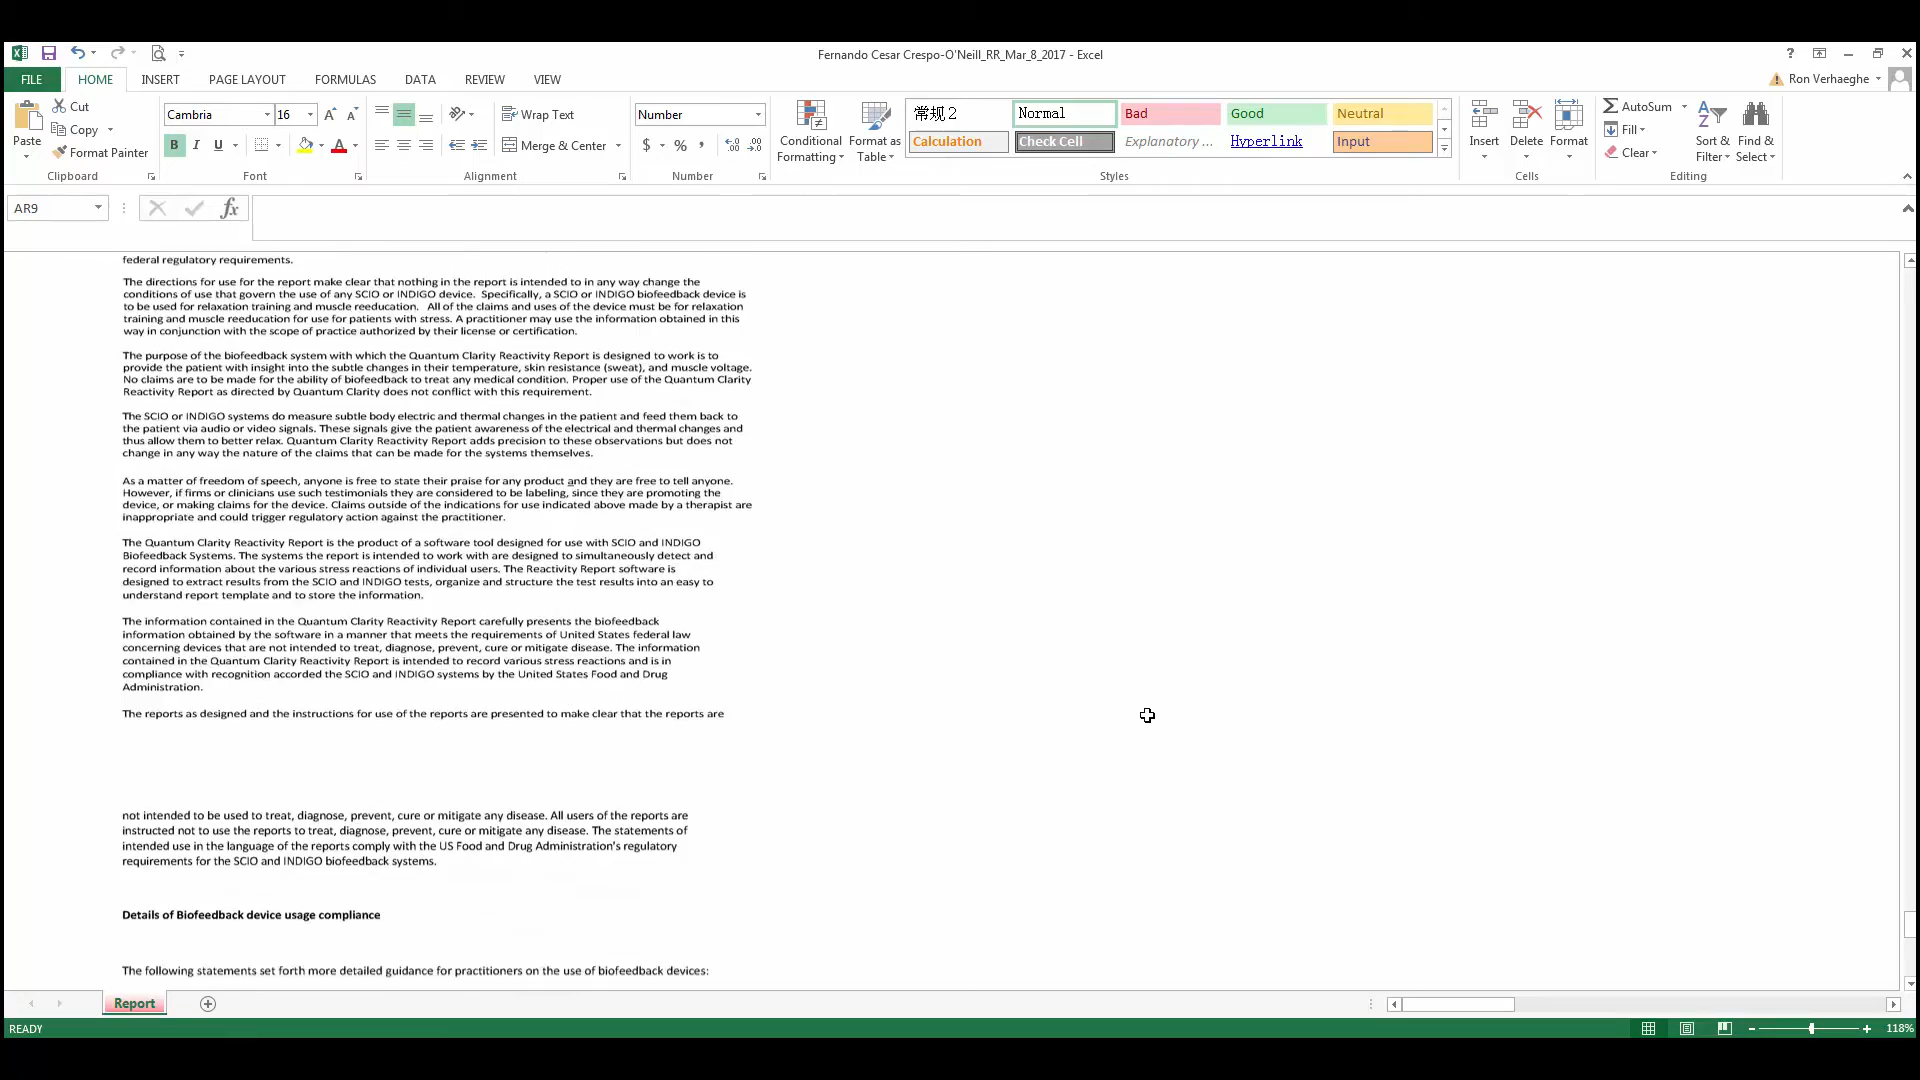 Fernando Cesar Crespo-O'Neill_RR_Mar_8_2017 - Excel
FILE HOME INSERT PAGE LAYOUT FORMULAS DATA REVIEW VIEW Ron Verhaeghe
Paste
Cut
Copy
Format Painter
Clipboard
Cambria 16
B I U
Font
Wrap Text
Merge & Center
Alignment
Number
$ % ,
Number
Conditional Formatting
Format as Table
常规 2 Normal Bad Good Neutral
Calculation Check Cell Explanatory ... Hyperlink Input
Styles
Insert Delete Format
Cells
AutoSum
Fill
Clear
Sort & Filter
Find & Select
Editing
AR9
fx
federal regulatory requirements.
The directions for use for the report make clear that nothing in the report is intended to in any way change the
conditions of use that govern the use of any SCIO or INDIGO device. Specifically, a SCIO or INDIGO biofeedback device is
to be used for relaxation training and muscle reeducation. All of the claims and uses of the device must be for relaxation
training and muscle reeducation for use for patients with stress. A practitioner may use the information obtained in this
way in conjunction with the scope of practice authorized by their license or certification.
The purpose of the biofeedback system with which the Quantum Clarity Reactivity Report is designed to work is to
provide the patient with insight into the subtle changes in their temperature, skin resistance (sweat), and muscle voltage.
No claims are to be made for the ability of biofeedback to treat any medical condition. Proper use of the Quantum Clarity
Reactivity Report as directed by Quantum Clarity does not conflict with this requirement.
The SCIO or INDIGO systems do measure subtle body electric and thermal changes in the patient and feed them back to
the patient via audio or video signals. These signals give the patient awareness of the electrical and thermal changes and
thus allow them to better relax. Quantum Clarity Reactivity Report adds precision to these observations but does not
change in any way the nature of the claims that can be made for the systems themselves.
As a matter of freedom of speech, anyone is free to state their praise for any product and they are free to tell anyone.
However, if firms or clinicians use such testimonials they are considered to be labeling, since they are promoting the
device, or making claims for the device. Claims outside of the indications for use indicated above made by a therapist are
inappropriate and could trigger regulatory action against the practitioner.
The Quantum Clarity Reactivity Report is the product of a software tool designed for use with SCIO and INDIGO
Biofeedback Systems. The systems the report is intended to work with are designed to simultaneously detect and
record information about the various stress reactions of individual users. The Reactivity Report software is
designed to extract results from the SCIO and INDIGO tests, organize and structure the test results into an easy to
understand report template and to store the information.
The information contained in the Quantum Clarity Reactivity Report carefully presents the biofeedback
information obtained by the software in a manner that meets the requirements of United States federal law
concerning devices that are not intended to treat, diagnose, prevent, cure or mitigate disease. The information
contained in the Quantum Clarity Reactivity Report is intended to record various stress reactions and is in
compliance with recognition accorded the SCIO and INDIGO systems by the United States Food and Drug
Administration.
The reports as designed and the instructions for use of the reports are presented to make clear that the reports are
not intended to be used to treat, diagnose, prevent, cure or mitigate any disease. All users of the reports are
instructed not to use the reports to treat, diagnose, prevent, cure or mitigate any disease. The statements of
intended use in the language of the reports comply with the US Food and Drug Administration's regulatory
requirements for the SCIO and INDIGO biofeedback systems.
Details of Biofeedback device usage compliance
The following statements set forth more detailed guidance for practitioners on the use of biofeedback devices:
Report
READY
118%